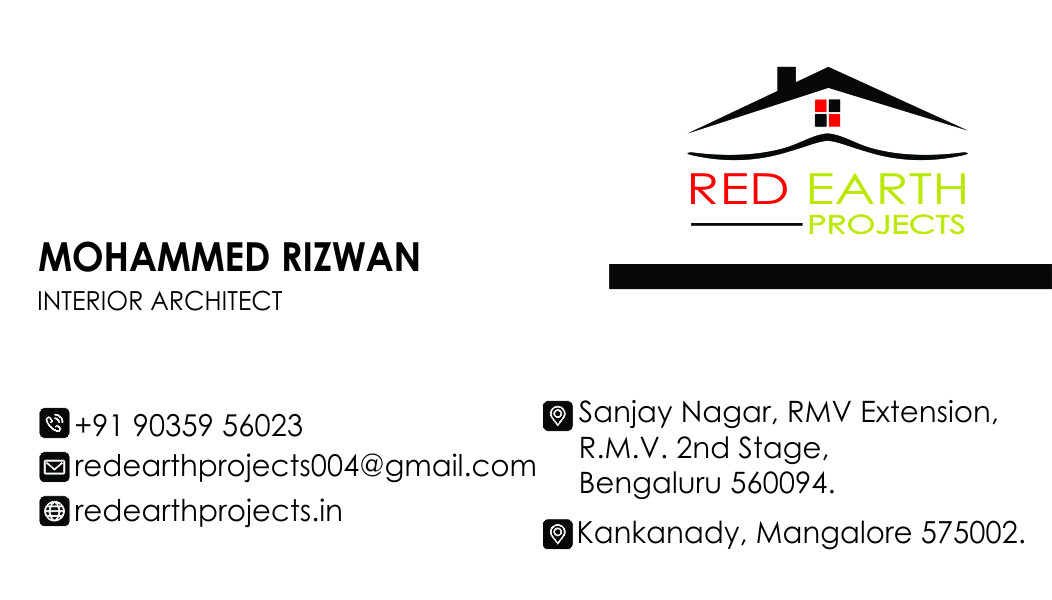 RED EARTH
PROJECTS
MOHAMMED RIZWAN
INTERIOR ARCHITECT
+91 90359 56023
redearthprojects004@gmail.com
redearthprojects.in
Sanjay Nagar, RMV Extension,
R.M.V. 2nd Stage,
Bengaluru 560094.
Kankanady, Mangalore 575002.